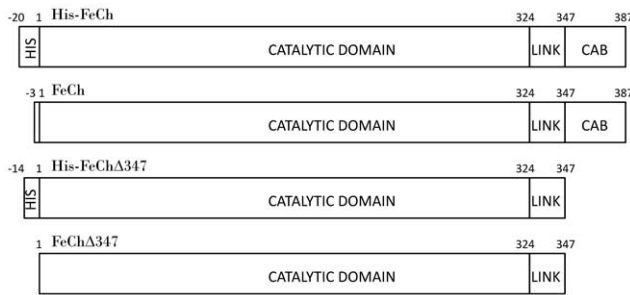 His-FeCh
-20 1 324 347 387
HIS CATALYTIC DOMAIN LINK CAB
FeCh
-3 1 324 347 387
CATALYTIC DOMAIN LINK CAB
His-FeChΔ347
-14 1 324 347
HIS CATALYTIC DOMAIN LINK
FeChΔ347
1 324 347
CATALYTIC DOMAIN LINK